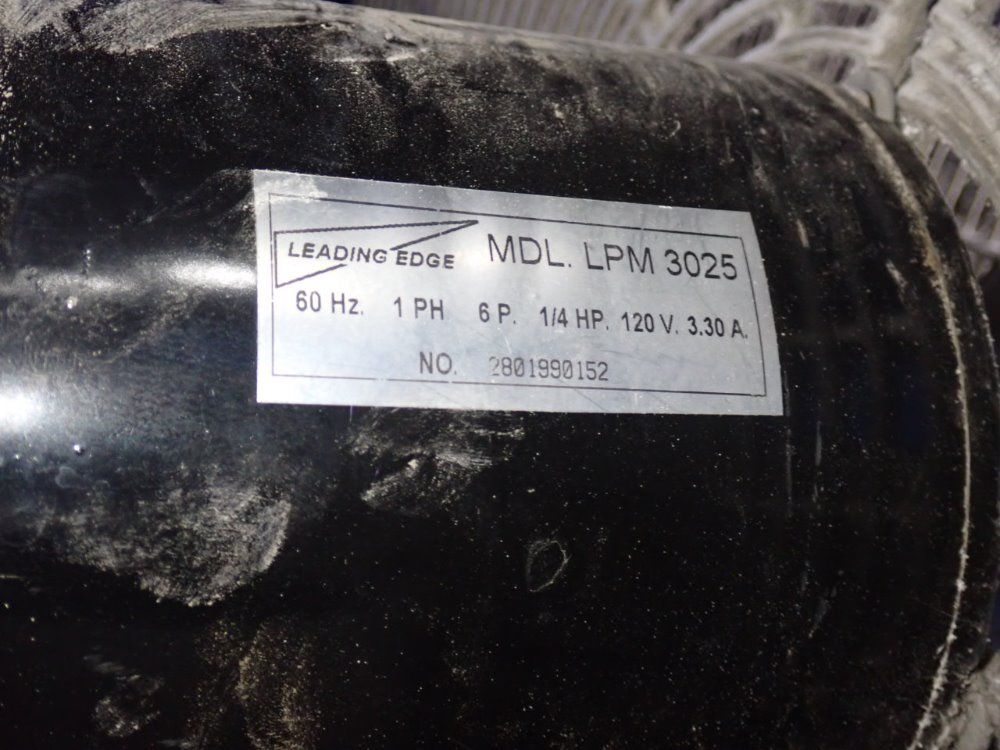 LEADING EDGE MDL. LPM 3025
60 Hz. 1 PH 6 P. 1/4 HP. 120 V. 3.30 A.
NO. 2801990152